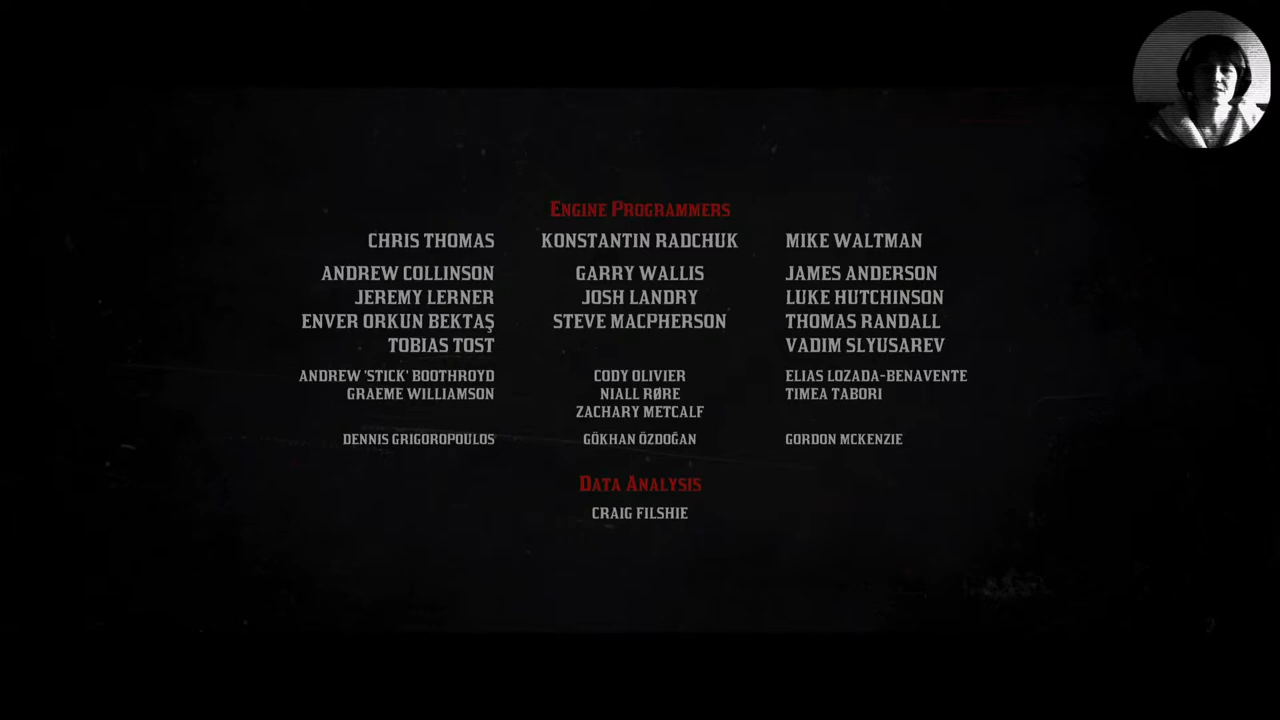 ENGINE PROGRAMMERS
CHRIS THOMAS KONSTANTIN RADCHUK MIKE WALTMAN
ANDREW COLLINSON GARRY WALLIS JAMES ANDERSON
JEREMY LERNER JOSH LANDRY LUKE HUTCHINSON
ENVER ORKUN BEKTAŞ STEVE MACPHERSON THOMAS RANDALL
TOBIAS TOST VADIM SLYUSAREV
ANDREW 'STICK' BOOTHROYD CODY OLIVIER ELIAS LOZADA-BENAVENTE
GRAEME WILLIAMSON NIALL RØRE TIMEA TABORI
ZACHARY METCALF
DENNIS GRIGOROPOULOS GÖKHAN ÖZDOĞAN GORDON MCKENZIE
DATA ANALYSIS
CRAIG FILSHIE